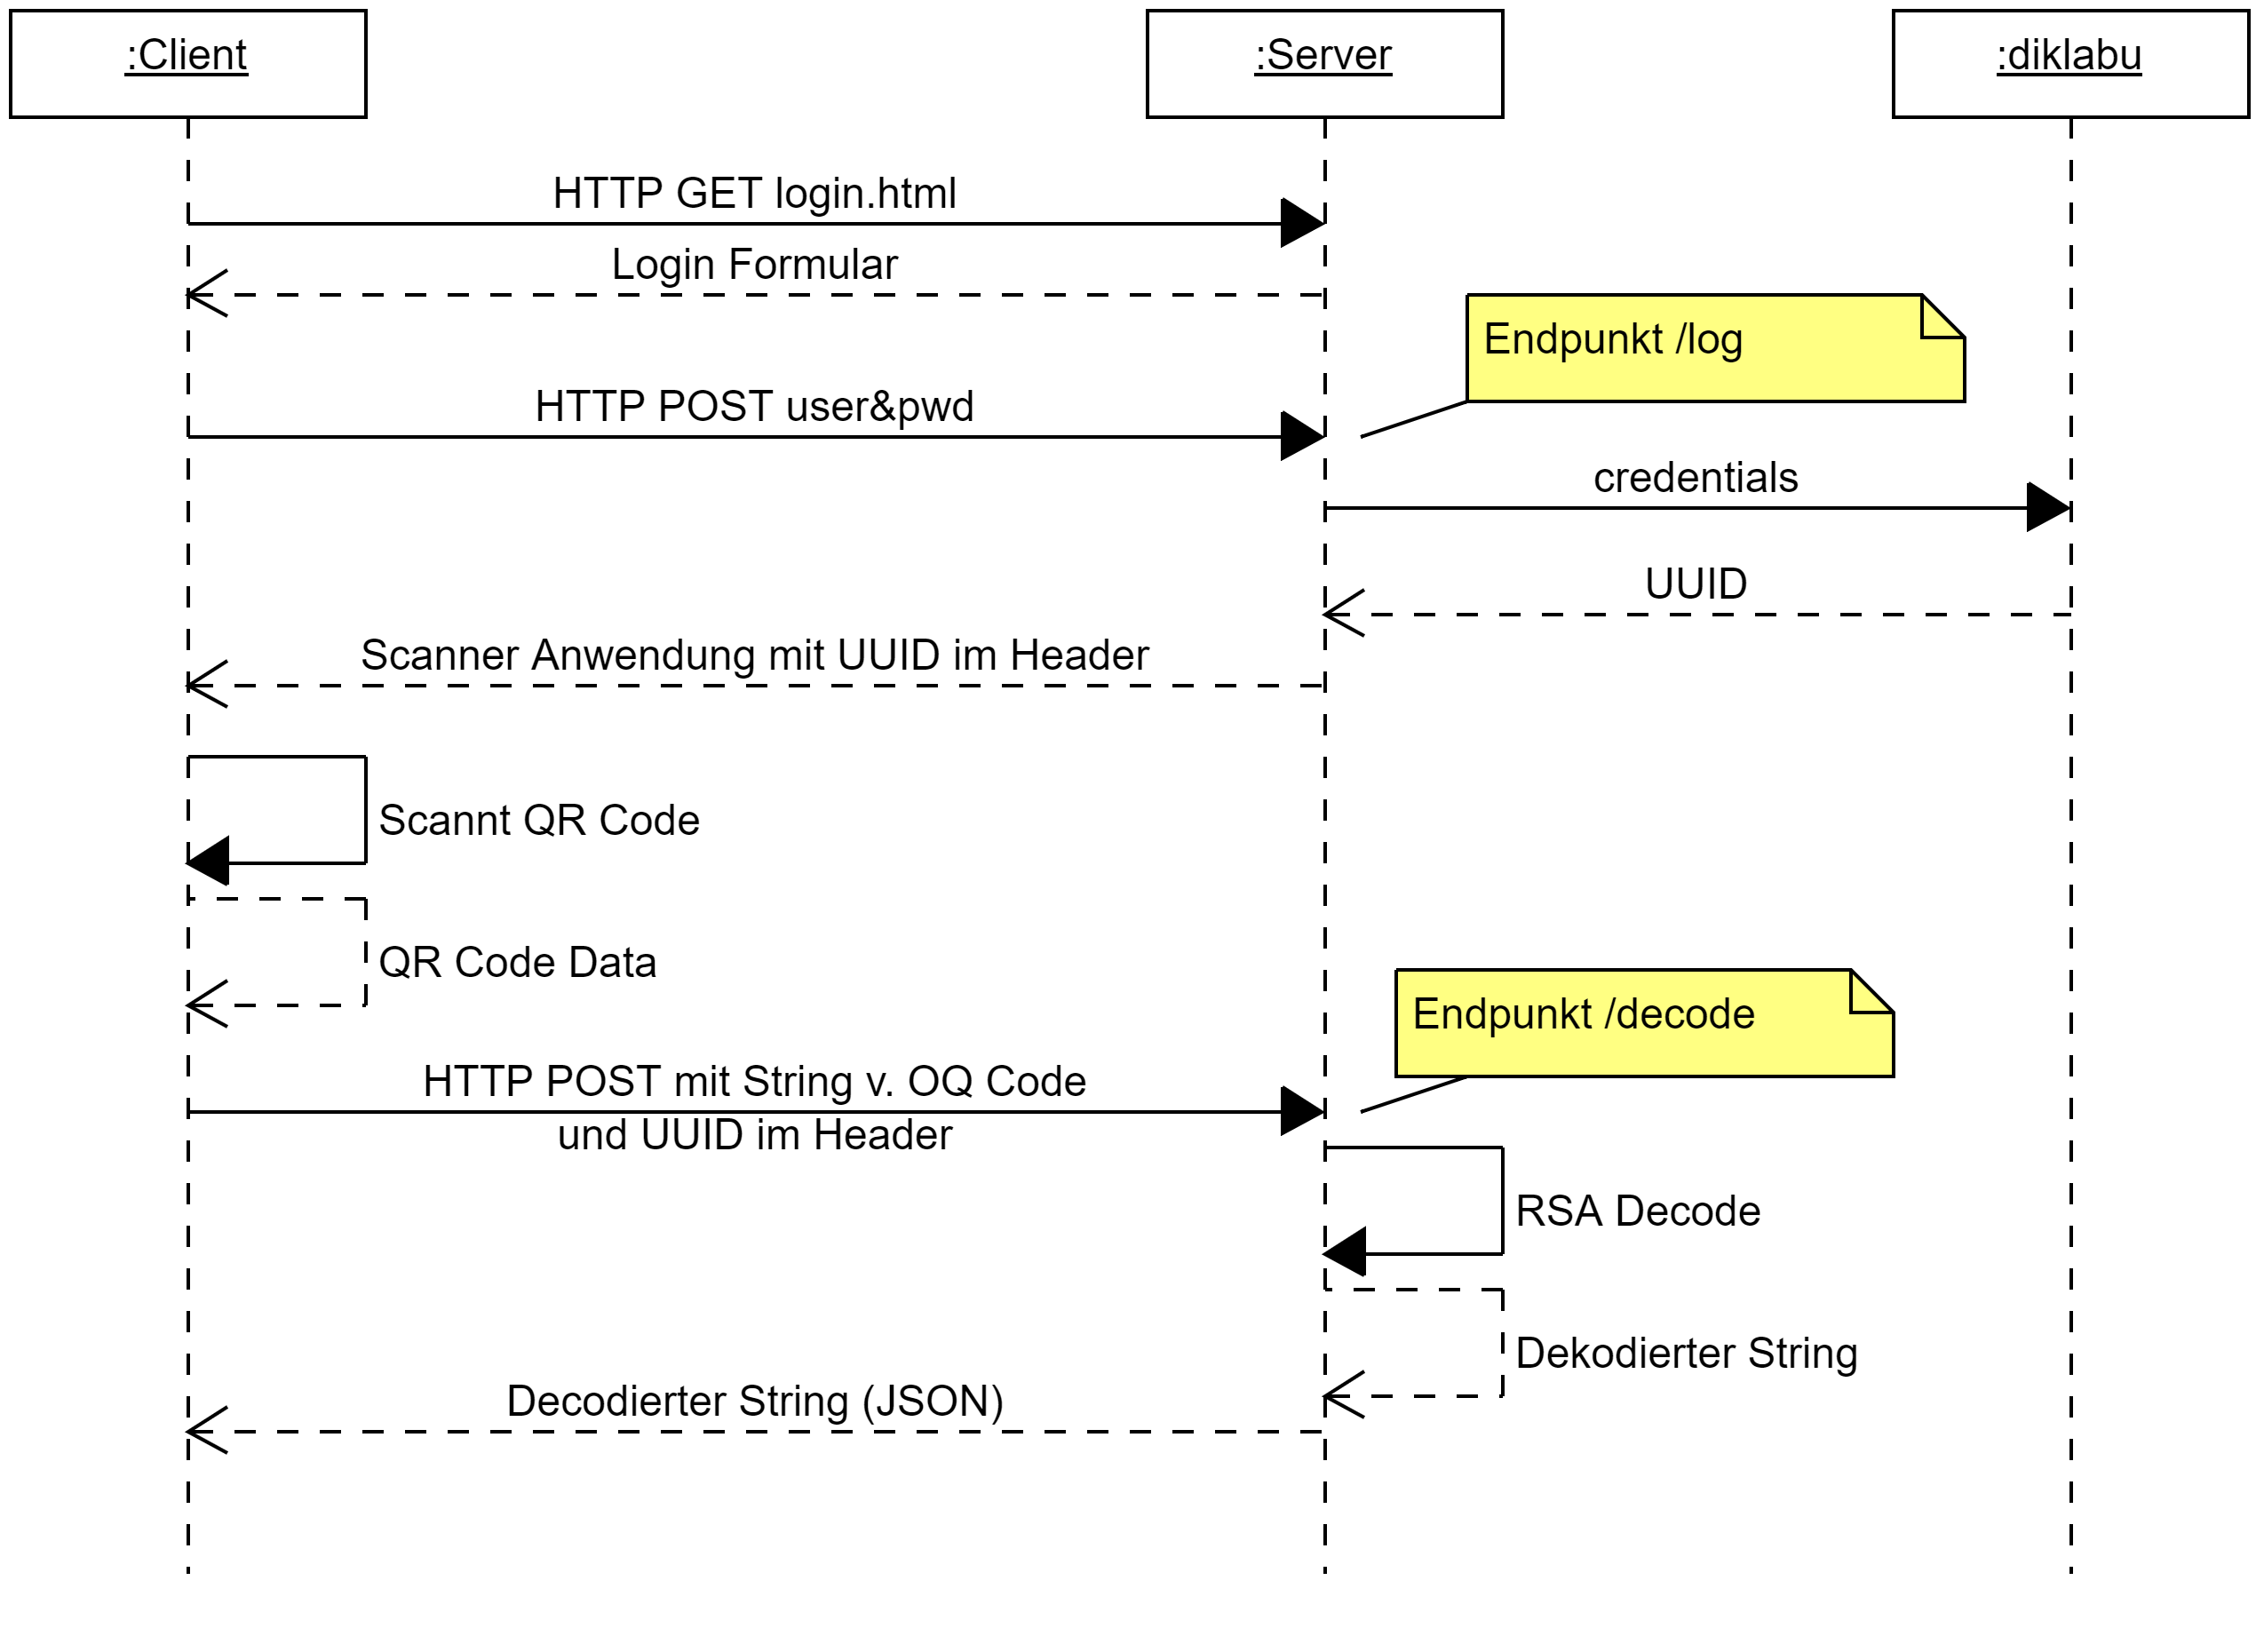 :Client
:Server
:diklabu
HTTP GET login.html
Login Formular
Endpunkt /log
HTTP POST user&pwd
credentials
UUID
Scanner Anwendung mit UUID im Header
Scannt QR Code
QR Code Data
Endpunkt /decode
HTTP POST mit String v. OQ Code
und UUID im Header
RSA Decode
Dekodierter String
Decodierter String (JSON)